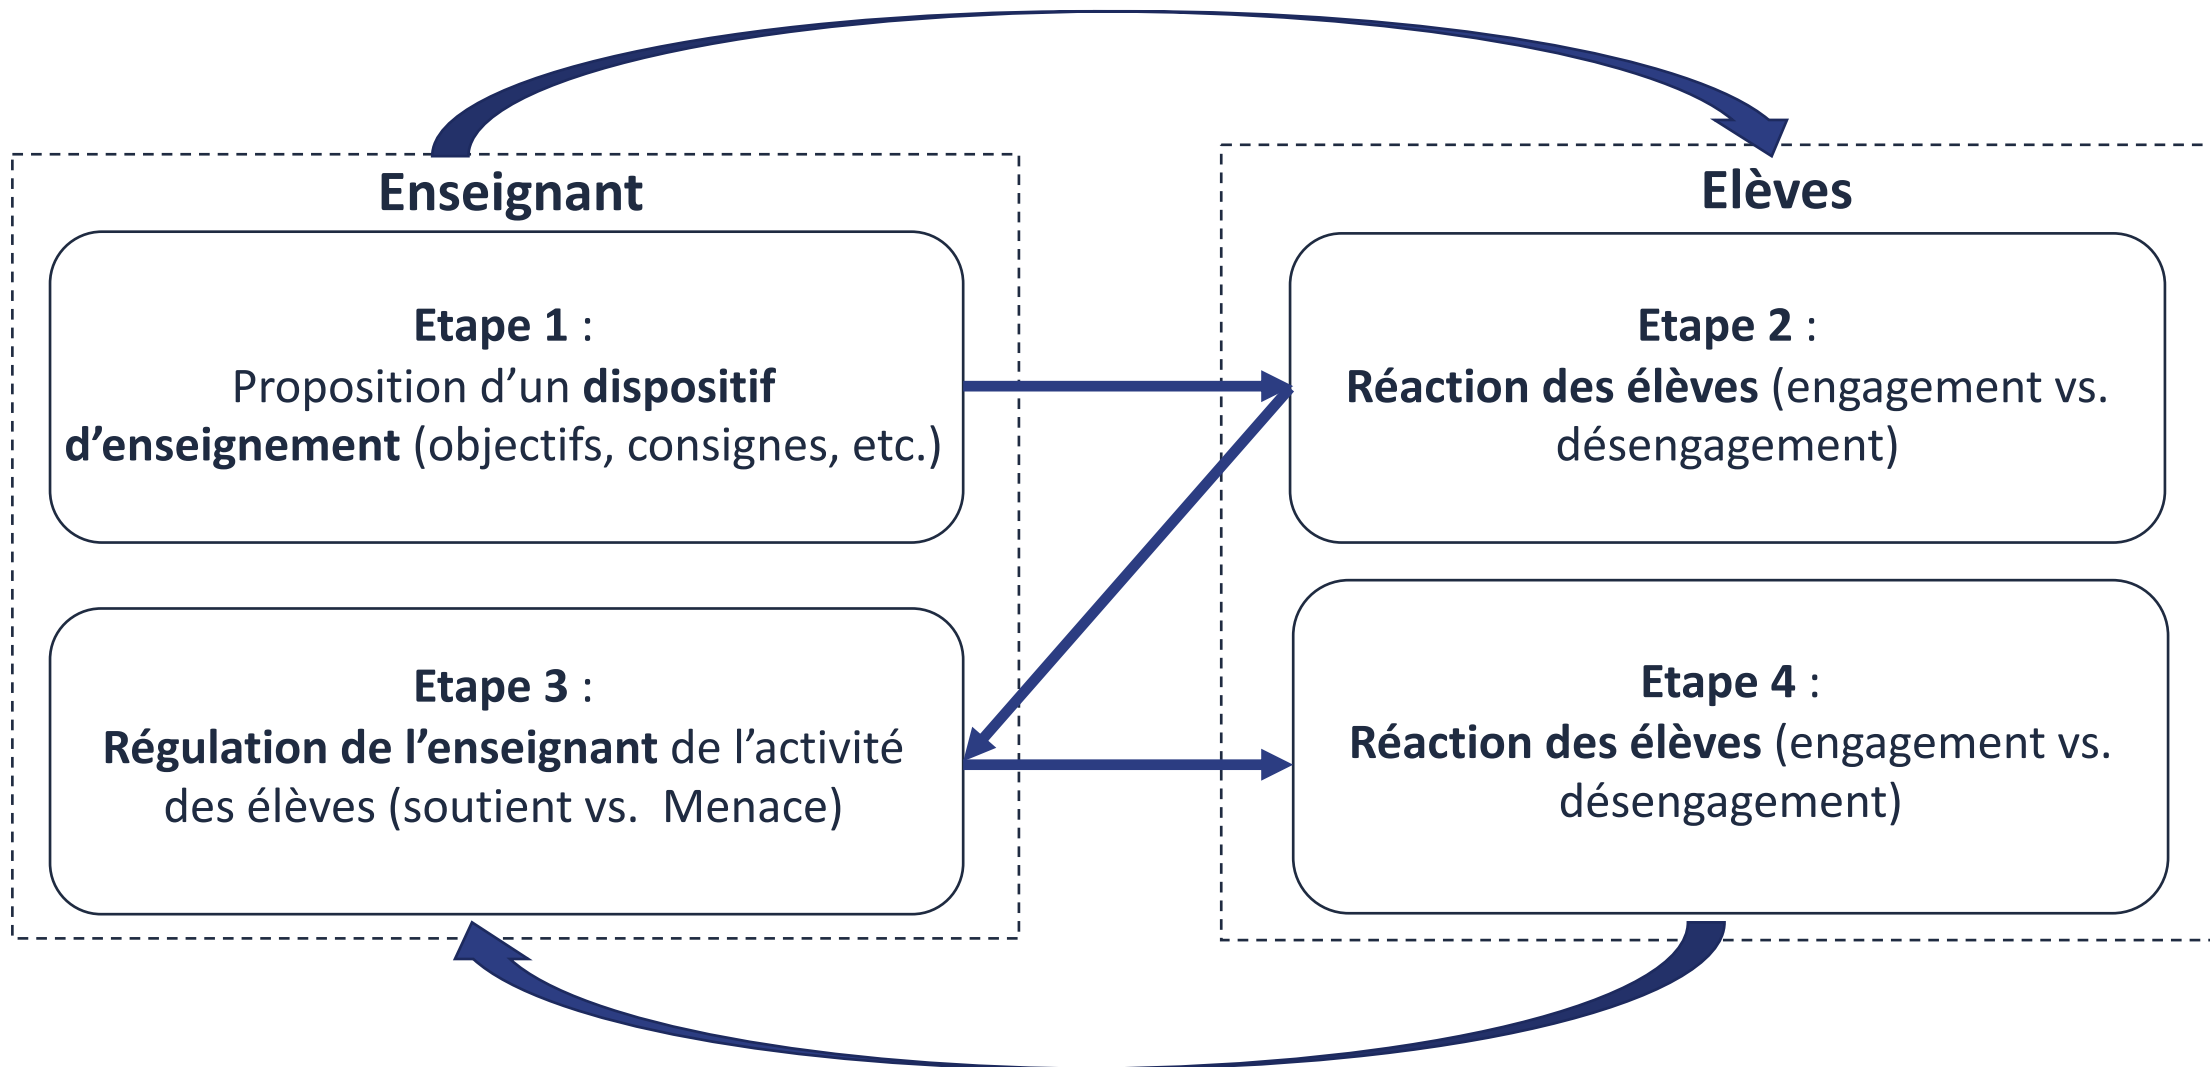 Enseignant
Etape 1 :
Proposition d’un dispositif
d’enseignement (objectifs, consignes, etc.)
Etape 3 :
Régulation de l’enseignant de l’activité
des élèves (soutient vs.  Menace)
Elèves
Etape 2 :
Réaction des élèves (engagement vs.
désengagement)
Etape 4 :
Réaction des élèves (engagement vs.
désengagement)